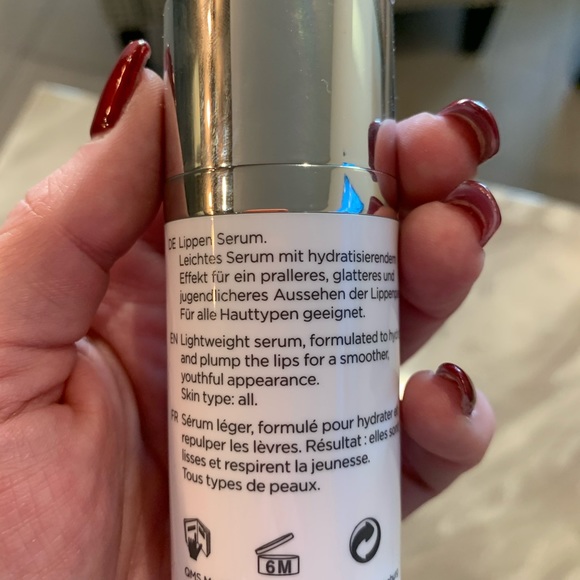 DE Lippen Serum.
Leichtes Serum mit hydratisierendem
Effekt für ein pralleres, glatteres und
jugendlicheres Aussehen der
Für alle Hauttypen geeignet.
EN Lightweight serum, formulated to
and plump the lips for a smoother,
youthful appearance.
Skin type: all.
FR Sérum léger, formulé pour hydrater
repulper les lèvres. Résultat : elles
lisses et respirent la jeunesse.
Tous types de peaux.
6M
QMS